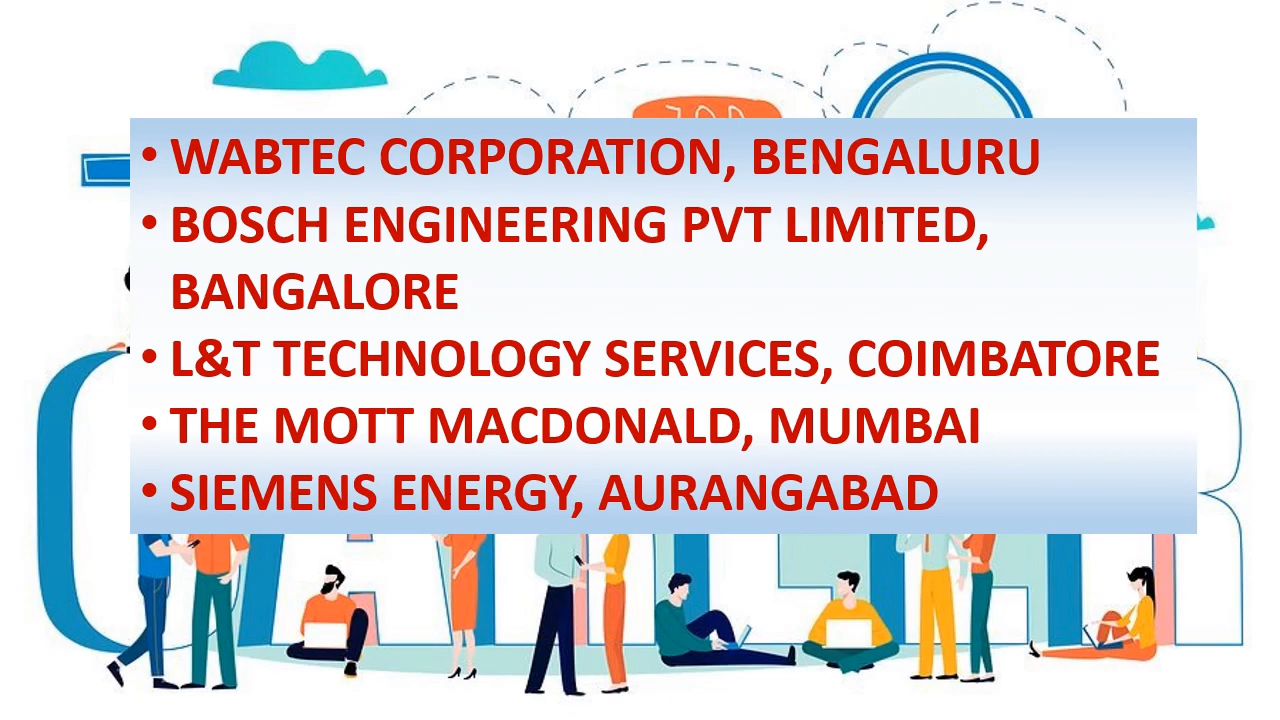 • WABTEC CORPORATION, BENGALURU
• BOSCH ENGINEERING PVT LIMITED,
BANGALORE
• L&T TECHNOLOGY SERVICES, COIMBATORE
• THE MOTT MACDONALD, MUMBAI
• SIEMENS ENERGY, AURANGABAD